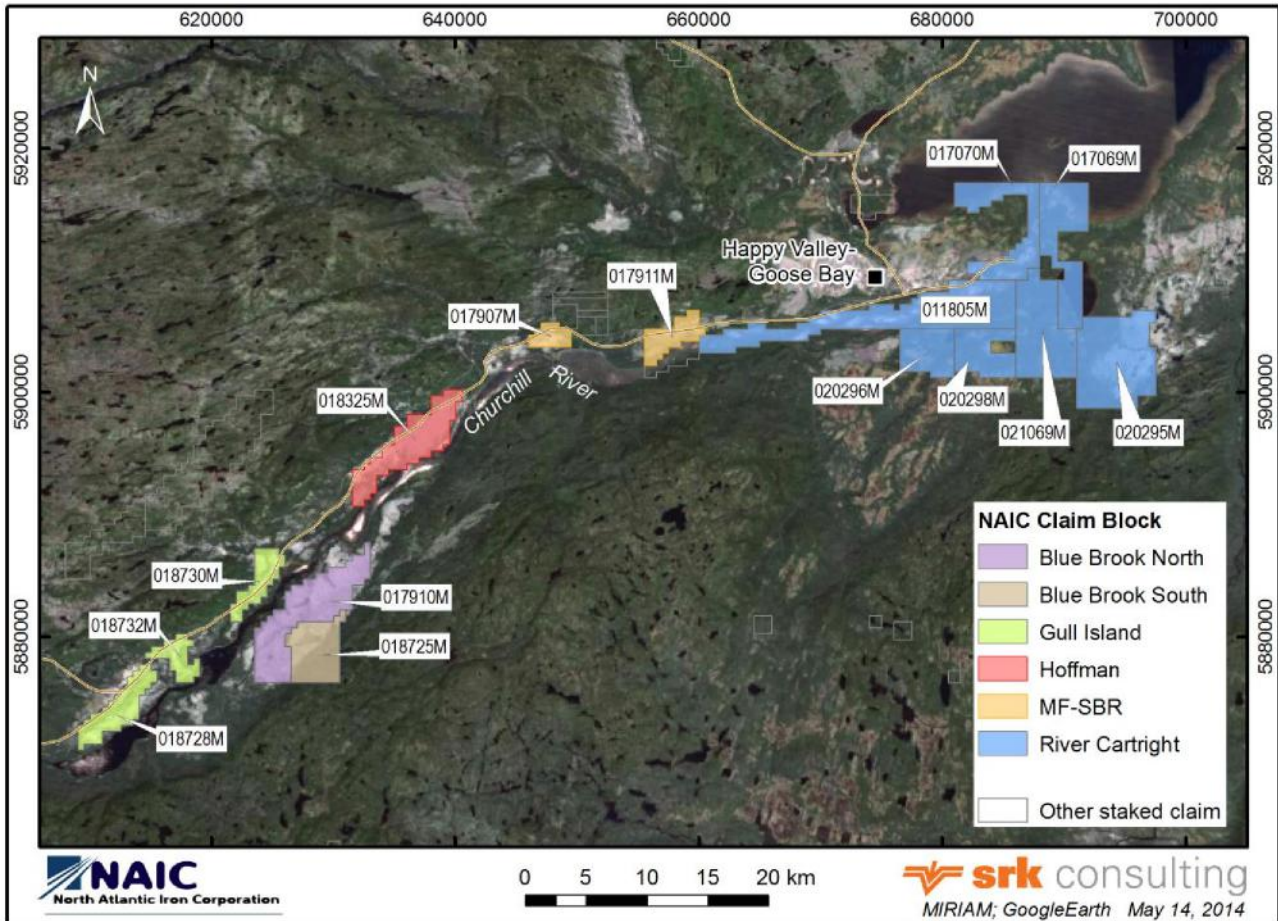 620000
640000
660000
680000
700000
N
5920000
5920000
017070M
017069M
Happy Valley-
Goose Bay
017911M
017907M
011805M
River
Churchill
5900000
5900000
018325M
020296M
020298M
021069M
020295M
NAIC Claim Block
Blue Brook North
Blue Brook South
Gull Island
Hoffman
MF-SBR
River Cartright
Other staked claim
018730M
017910M
018732M
018725M
5880000
5880000
018728M
NAIC
North Atlantic Iron Corporation
0 5 10 15 20 km
srk consulting
MIRIAM; GoogleEarth May 14, 2014